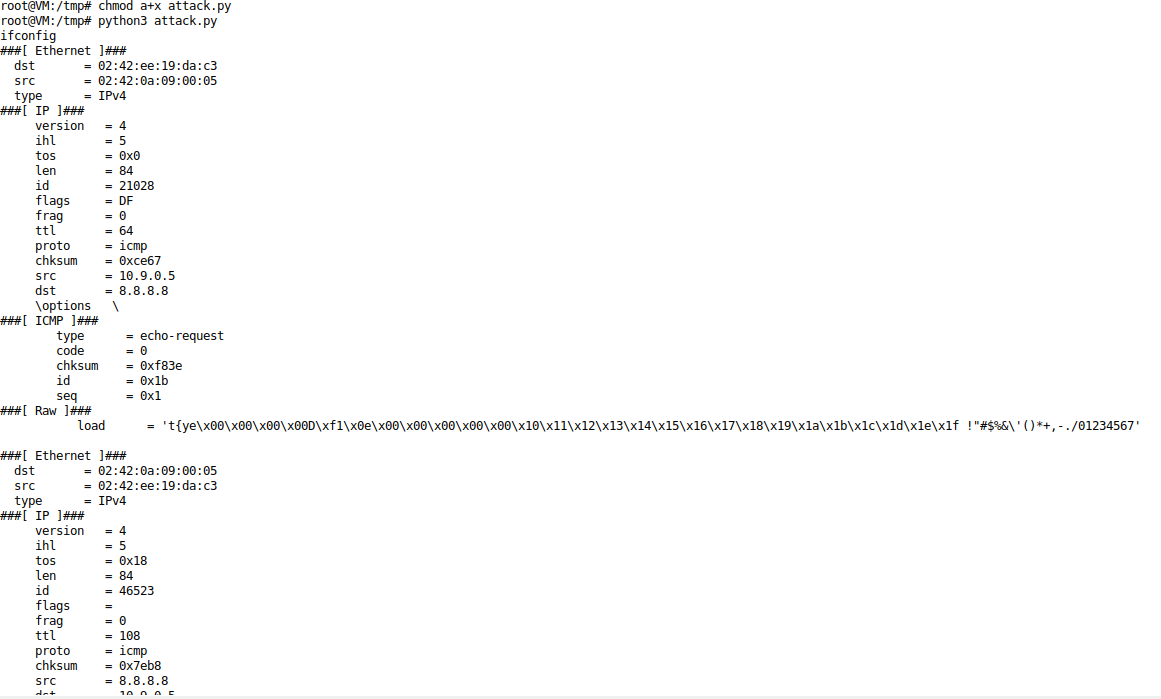 root@VM:/tmp# chmod a+x attack.py
root@VM:/tmp# python3 attack.py
ifconfig
###[ Ethernet ]###
  dst       = 02:42:ee:19:da:c3
  src       = 02:42:0a:09:00:05
  type      = IPv4
###[ IP ]###
     version   = 4
     ihl       = 5
     tos       = 0x0
     len       = 84
     id        = 21028
     flags     = DF
     frag      = 0
     ttl       = 64
     proto     = icmp
     chksum    = 0xce67
     src       = 10.9.0.5
     dst       = 8.8.8.8
     \options   \
###[ ICMP ]###
        type      = echo-request
        code      = 0
        chksum    = 0xf83e
        id        = 0x1b
        seq       = 0x1
###[ Raw ]###
           load      = 't{ye\x00\x00\x00\x00D\xf1\x0e\x00\x00\x00\x00\x00\x10\x11\x12\x13\x14\x15\x16\x17\x18\x19\x1a\x1b\x1c\x1d\x1e\x1f !"#$%&\'()*+,-./01234567'
###[ Ethernet ]###
  dst       = 02:42:0a:09:00:05
  src       = 02:42:ee:19:da:c3
  type      = IPv4
###[ IP ]###
     version   = 4
     ihl       = 5
     tos       = 0x18
     len       = 84
     id        = 46523
     flags     =
     frag      = 0
     ttl       = 108
     proto     = icmp
     chksum    = 0x7eb8
     src       = 8.8.8.8
     dst       = 10.9.0.5